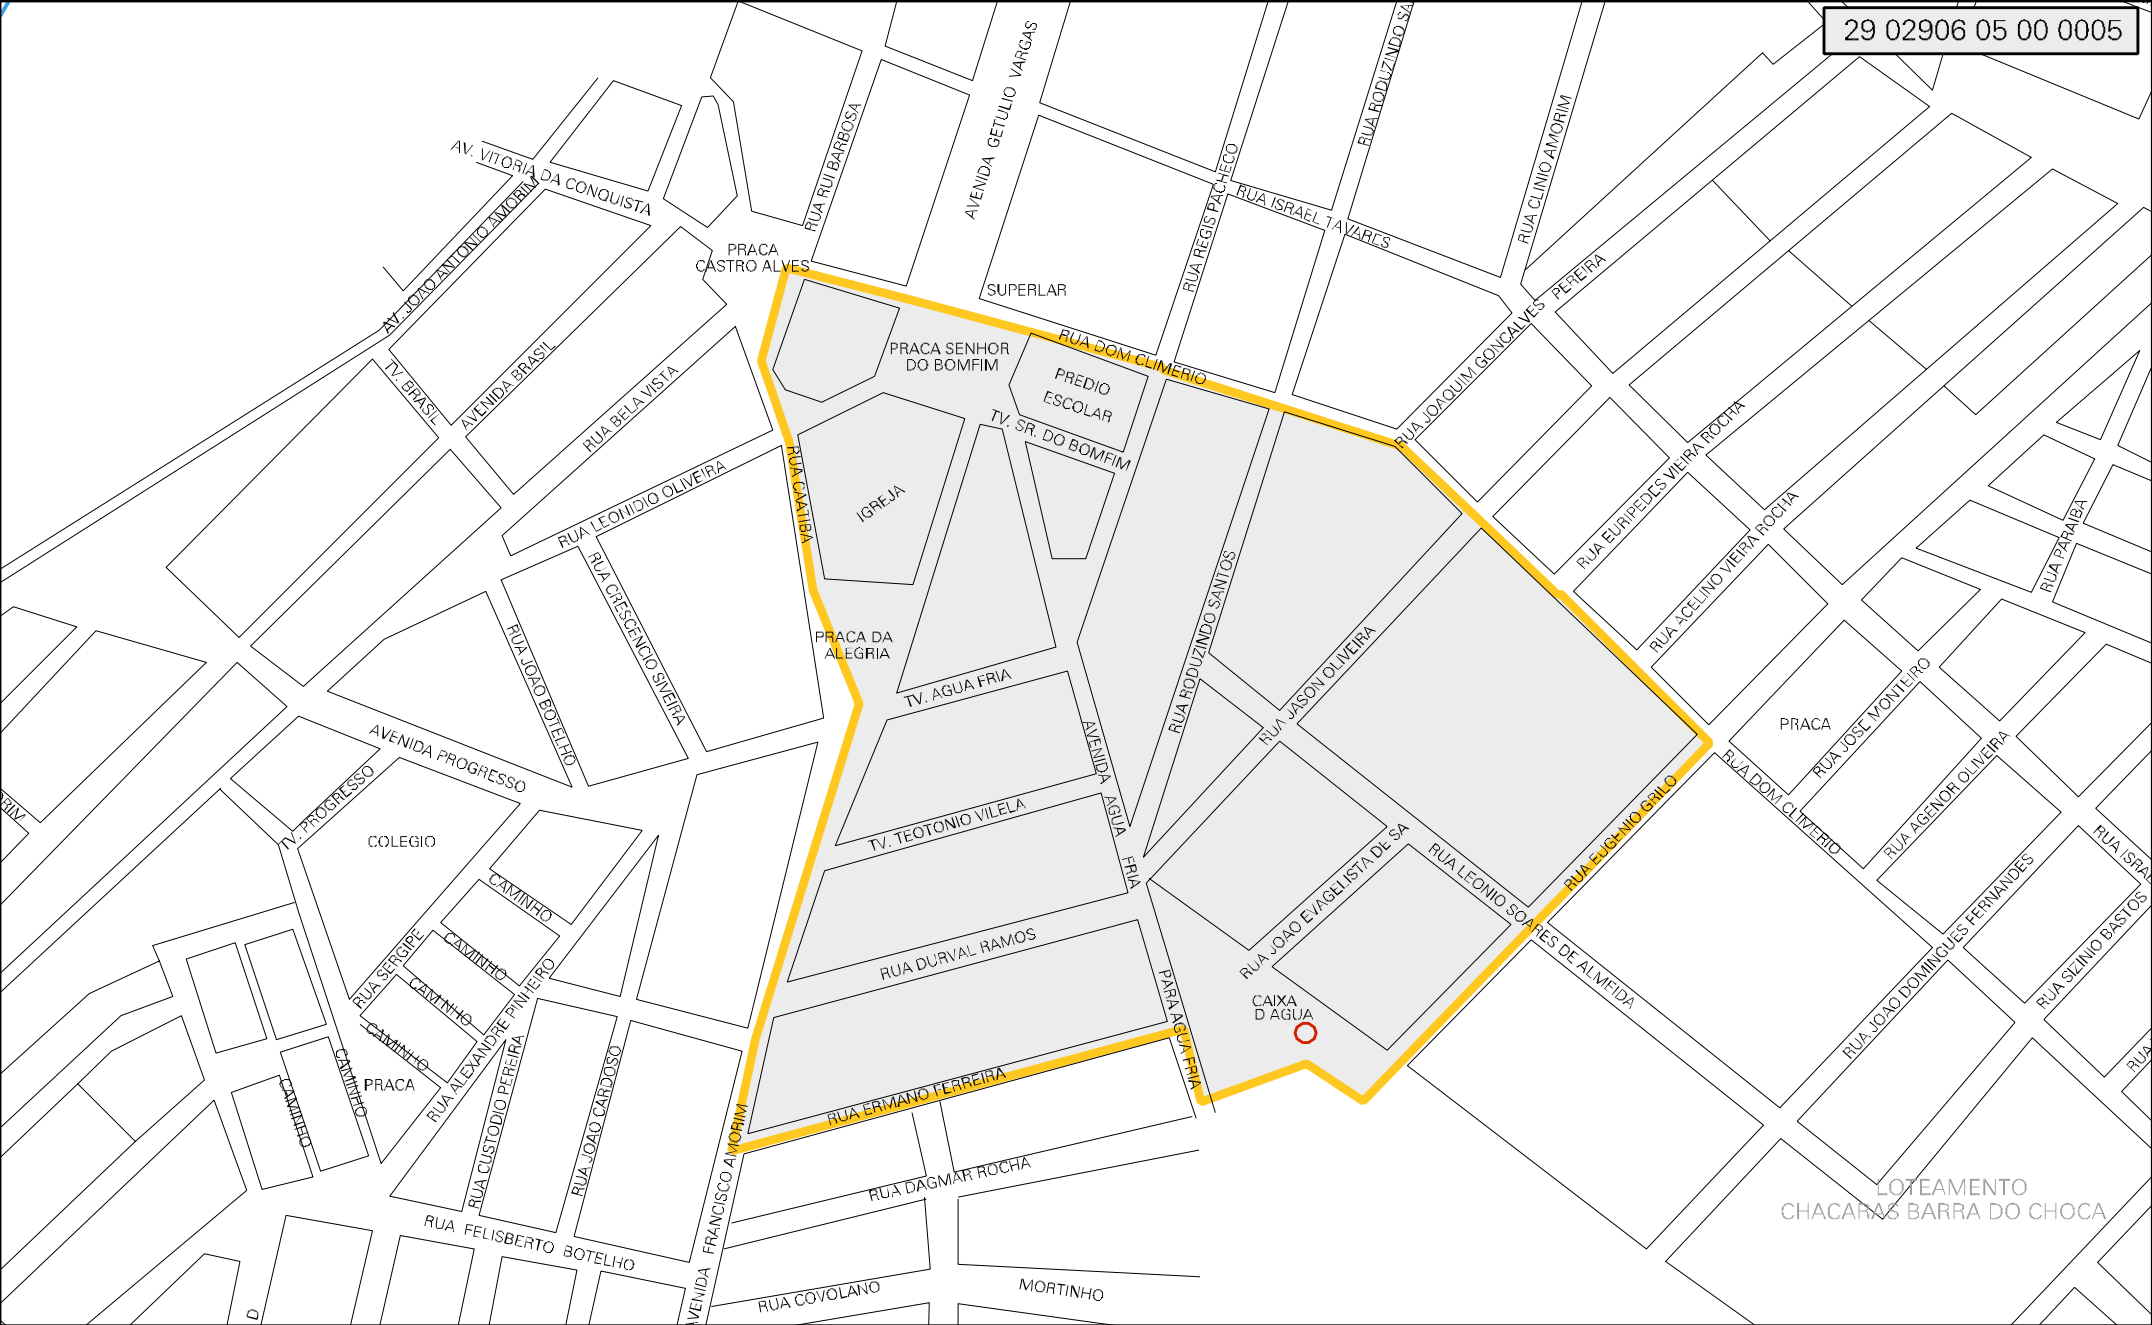 29 02906 05 00 0005
AV. VITORIA DA CONQUISTA
AV. JOAO ANTONIO AMORIM
RUA RUI BARBOSA
AVENIDA GETULIO VARGAS
RUA REGIS PACHECO
RUA RODUZINDO SA
RUA CLINIO AMORIM
RUA ISRAEL TAVARES
PRACA
CASTRO ALVES
SUPERLAR
RUA JOAQUIM GONCALVES PEREIRA
TV. BRASIL
AVENIDA BRASIL
RUA BELA VISTA
PRACA SENHOR
DO BOMFIM
RUA DOM CLIMERIO
PREDIO
ESCOLAR
TV. SR. DO BOMFIM
RUA LEONIDIO OLIVEIRA
RUA CAATIBA
IGREJA
RUA EURIPEDES VIEIRA ROCHA
RUA ACELINO VIEIRA ROCHA
RUA PARAIBA
RUA CRESCENCIO SIVEIRA
RUA JOAO BOTELHO
PRACA DA
ALEGRIA
RUA RODUZINDO SANTOS
RUA JASON OLIVEIRA
TV. AGUA FRIA
AVENIDA AGUA FRIA
PRACA
RUA JOSE MONTEIRO
RUA AGENOR OLIVEIRA
RUA DOM CLIMERIO
AVENIDA PROGRESSO
TV. PROGRESSO
COLEGIO
ORIM
TV. TEOTONIO VILELA
RUA EUGENIO GRILO
RUA JOAO EVAGELISTA DE SA
RUA LEONIO SOARES DE ALMEIDA
RUA ISRAE
RUA JOAO DOMINGUES FERNANDES
RUA SIZINIO BASTOS
RUA
CAMINHO
CAMINHO
CAMINHO
CAMINHO
RUA SERGIPE
RUA ALEXANDRE PINHEIRO
RUA DURVAL RAMOS
PARA AGUA FRIA
CAIXA
D AGUA
CAMINHO
CAMINHO
PRACA
RUA CUSTODIO PEREIRA
RUA JOAO CARDOSO
RUA ERMANO FERREIRA
AVENIDA FRANCISCO AMORIM
RUA DAGMAR ROCHA
RUA FELISBERTO BOTELHO
LOTEAMENTO
CHACARAS BARRA DO CHOCA
RUA COVOLANO
MORTINHO
D